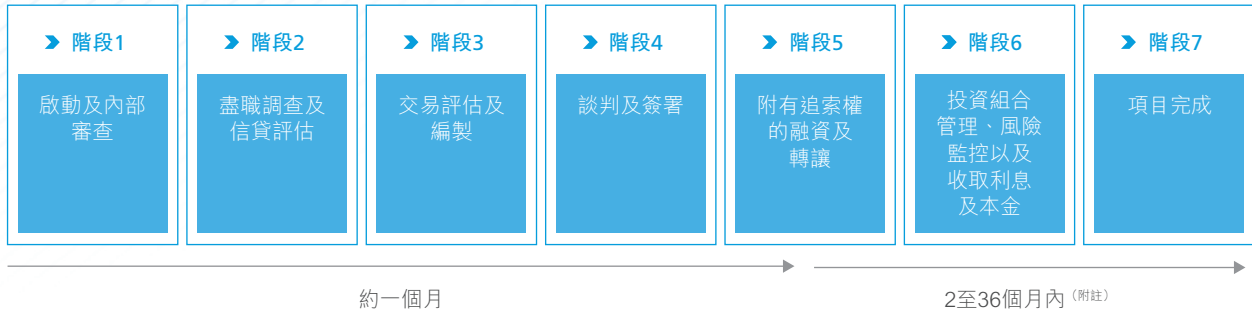 階段1
啟動及內部
審查
階段2
盡職調查及
信貸評估
階段3
交易評估及
編製
階段4
談判及簽署
階段5
附有追索權
的融資及
轉讓
階段6
投資組合
管理、風險
監控以及
收取利息
及本金
階段7
項目完成
約一個月
2至36個月內（附註）